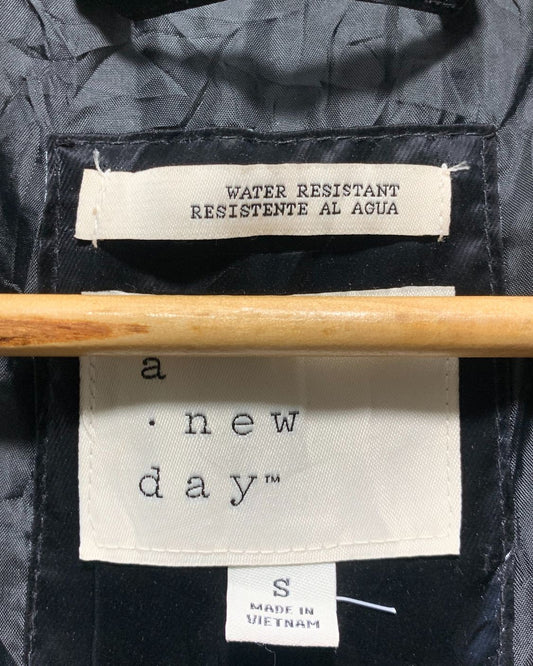 WATER RESISTANT
RESISTENTE AL AGUA
a
· new
day™
S
MADE IN
VIETNAM